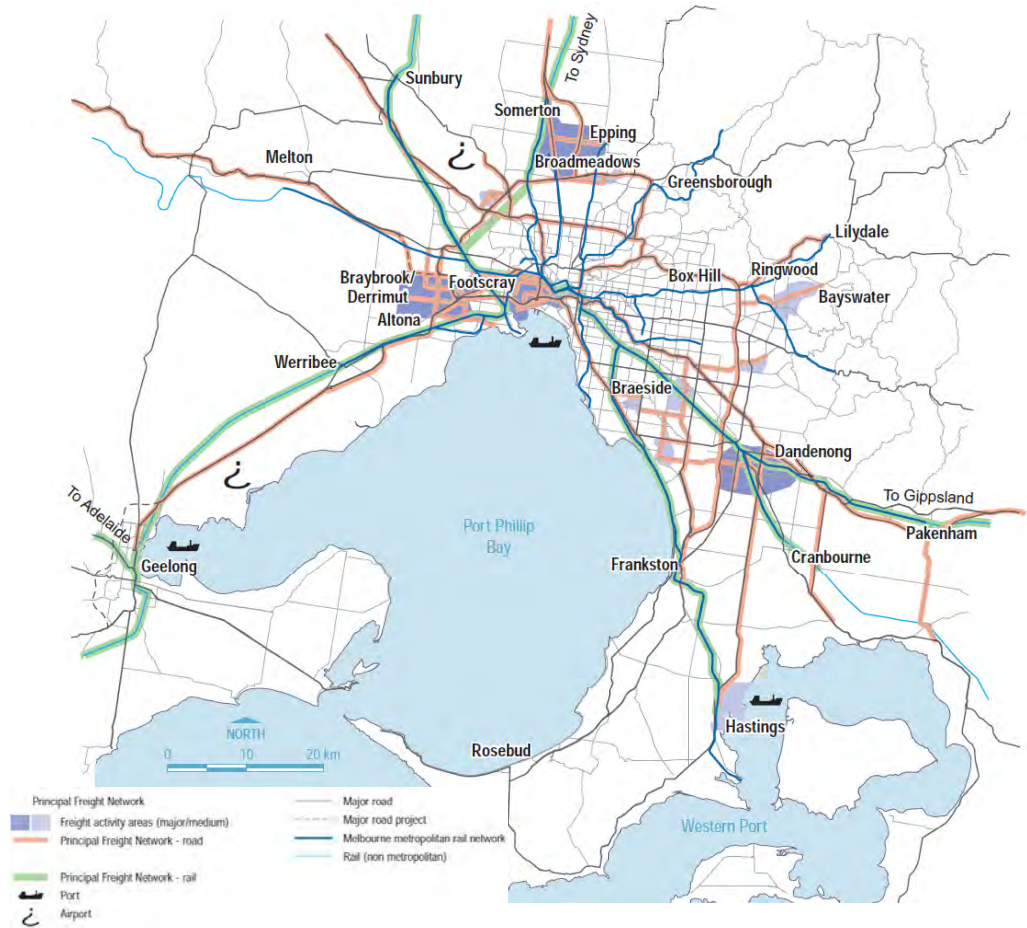 To Sydney
Sunbury
Somerton
Epping
Melton
Broadmeadows
Greensborough
Lilydale
Braybrook/
Derrimut
Footscray
Box Hill
Ringwood
Bayswater
Altona
Werribee
Braeside
Dandenong
To Adelaide
To Gippsland
Port Phillip
Bay
Pakenham
Geelong
Frankston
Cranbourne
NORTH
Hastings
Rosebud
0 10 20 km
Western Port
Principal Freight Network
Freight activity areas (major/medium)
Principal Freight Network - road
Principal Freight Network - rail
Port
Airport
Major road
Major road project
Melbourne metropolitan rail network
Rail (non metropolitan)